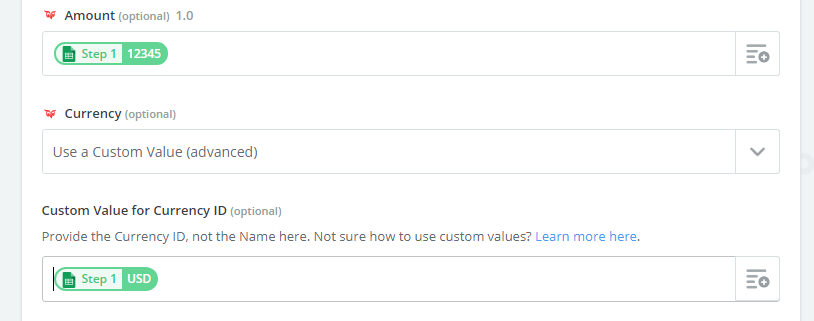 Amount (optional) 1.0
Step 1 12345
Currency (optional)
Use a Custom Value (advanced)
Custom Value for Currency ID (optional)
Provide the Currency ID, not the Name here. Not sure how to use custom values? Learn more here.
Step 1 USD